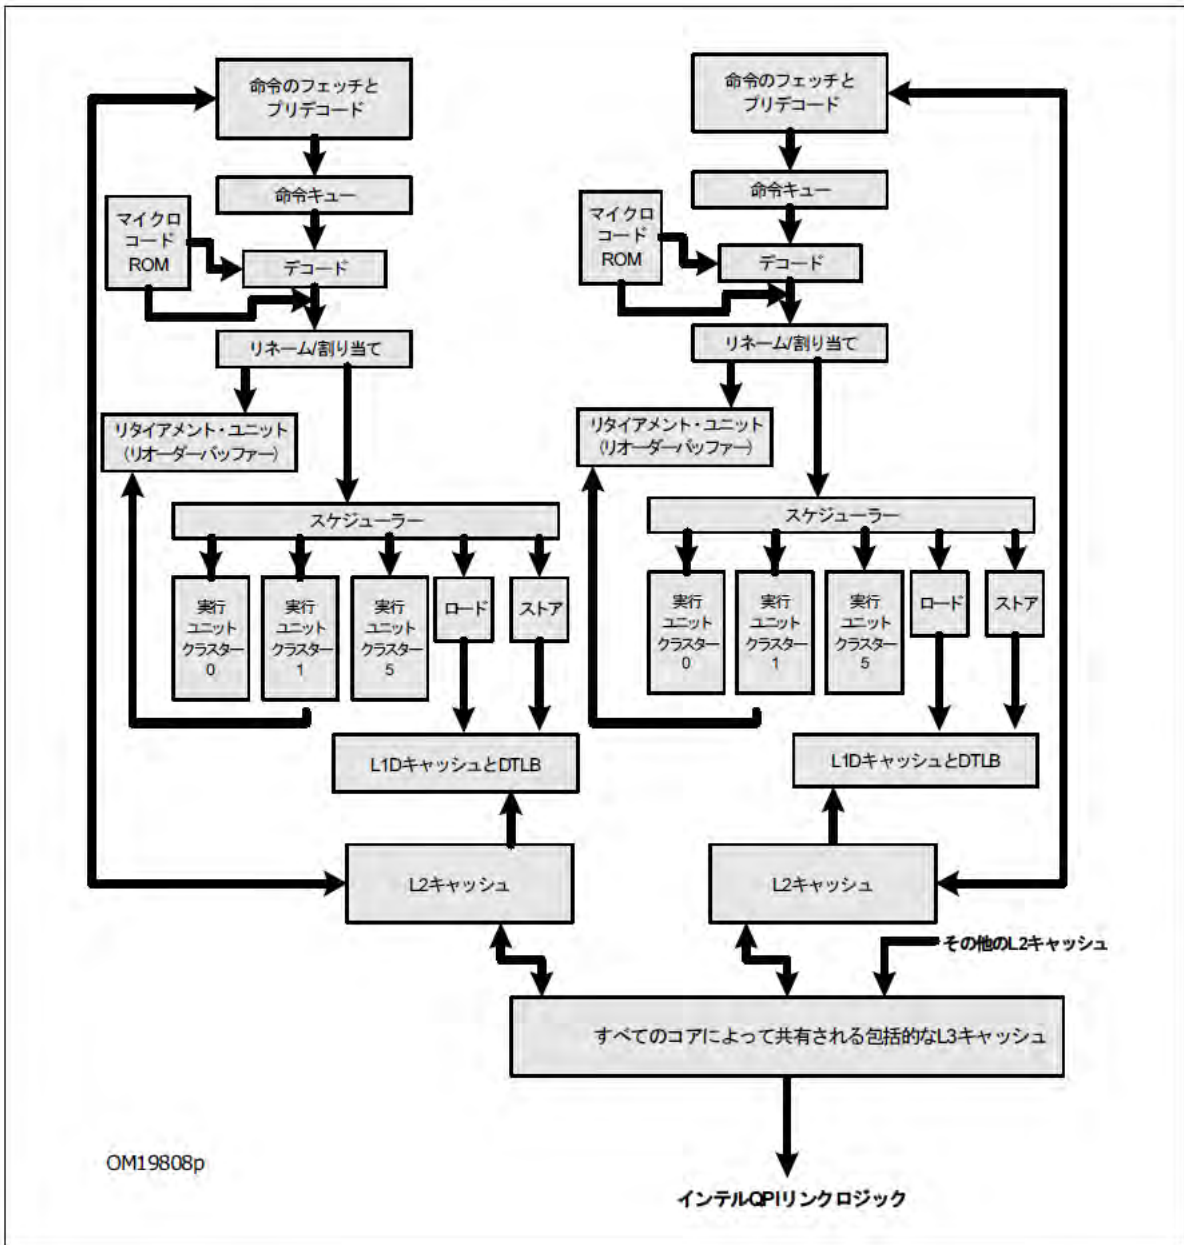 命令のフェッチと
プリデコード
命令キュー
マイクロ
コード
ROM
デコード
リネーム/割り当て
リタイアメント・ユニット
(リオーダーバッファー)
スケジューラー
実行
ユニット
クラスター
0
実行
ユニット
クラスター
1
実行
ユニット
クラスター
5
ロード
ストア
L1DキャッシュとDTLB
L2キャッシュ
命令のフェッチと
プリデコード
命令キュー
マイクロ
コード
ROM
デコード
リネーム/割り当て
リタイアメント・ユニット
(リオーダーバッファー)
スケジューラー
実行
ユニット
クラスター
0
実行
ユニット
クラスター
1
実行
ユニット
クラスター
5
ロード
ストア
L1DキャッシュとDTLB
L2キャッシュ
その他のL2キャッシュ
すべてのコアによって共有される包括的なL3キャッシュ
OM19808p
インテルQPIリンクロジック